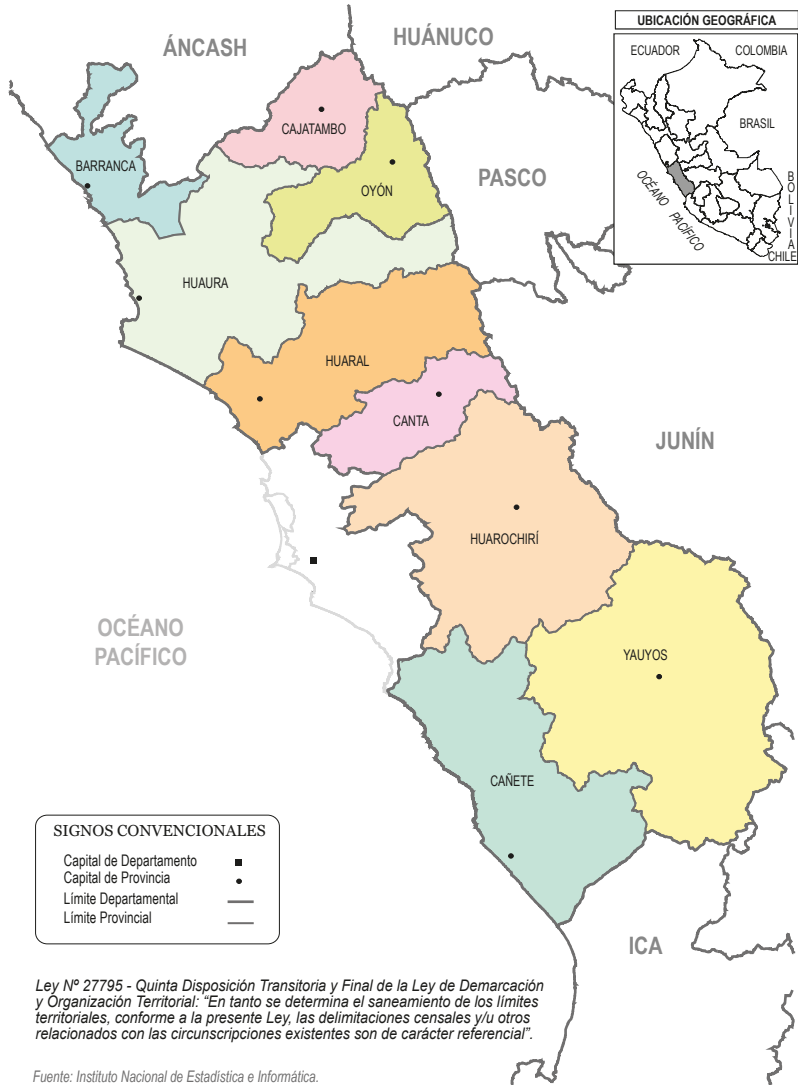 ÁNCASH
HUÁNUCO
UBICACIÓN GEOGRÁFICA
ECUADOR
COLOMBIA
BRASIL
BOLIVIA
OCÉANO PACÍFICO
CHILE
CAJATAMBO
BARRANCA
OYÓN
PASCO
HUAURA
HUARAL
CANTA
JUNÍN
HUAROCHIRÍ
OCÉANO
PACÍFICO
YAUYOS
CAÑETE
SIGNOS CONVENCIONALES
Capital de Departamento
Capital de Provincia
Límite Departamental
Límite Provincial
ICA
Ley Nº 27795 - Quinta Disposición Transitoria y Final de la Ley de Demarcación
y Organización Territorial: “En tanto se determina el saneamiento de los límites
territoriales, conforme a la presente Ley, las delimitaciones censales y/u otros
relacionados con las circunscripciones existentes son de carácter referencial”.
Fuente: Instituto Nacional de Estadística e Informática.